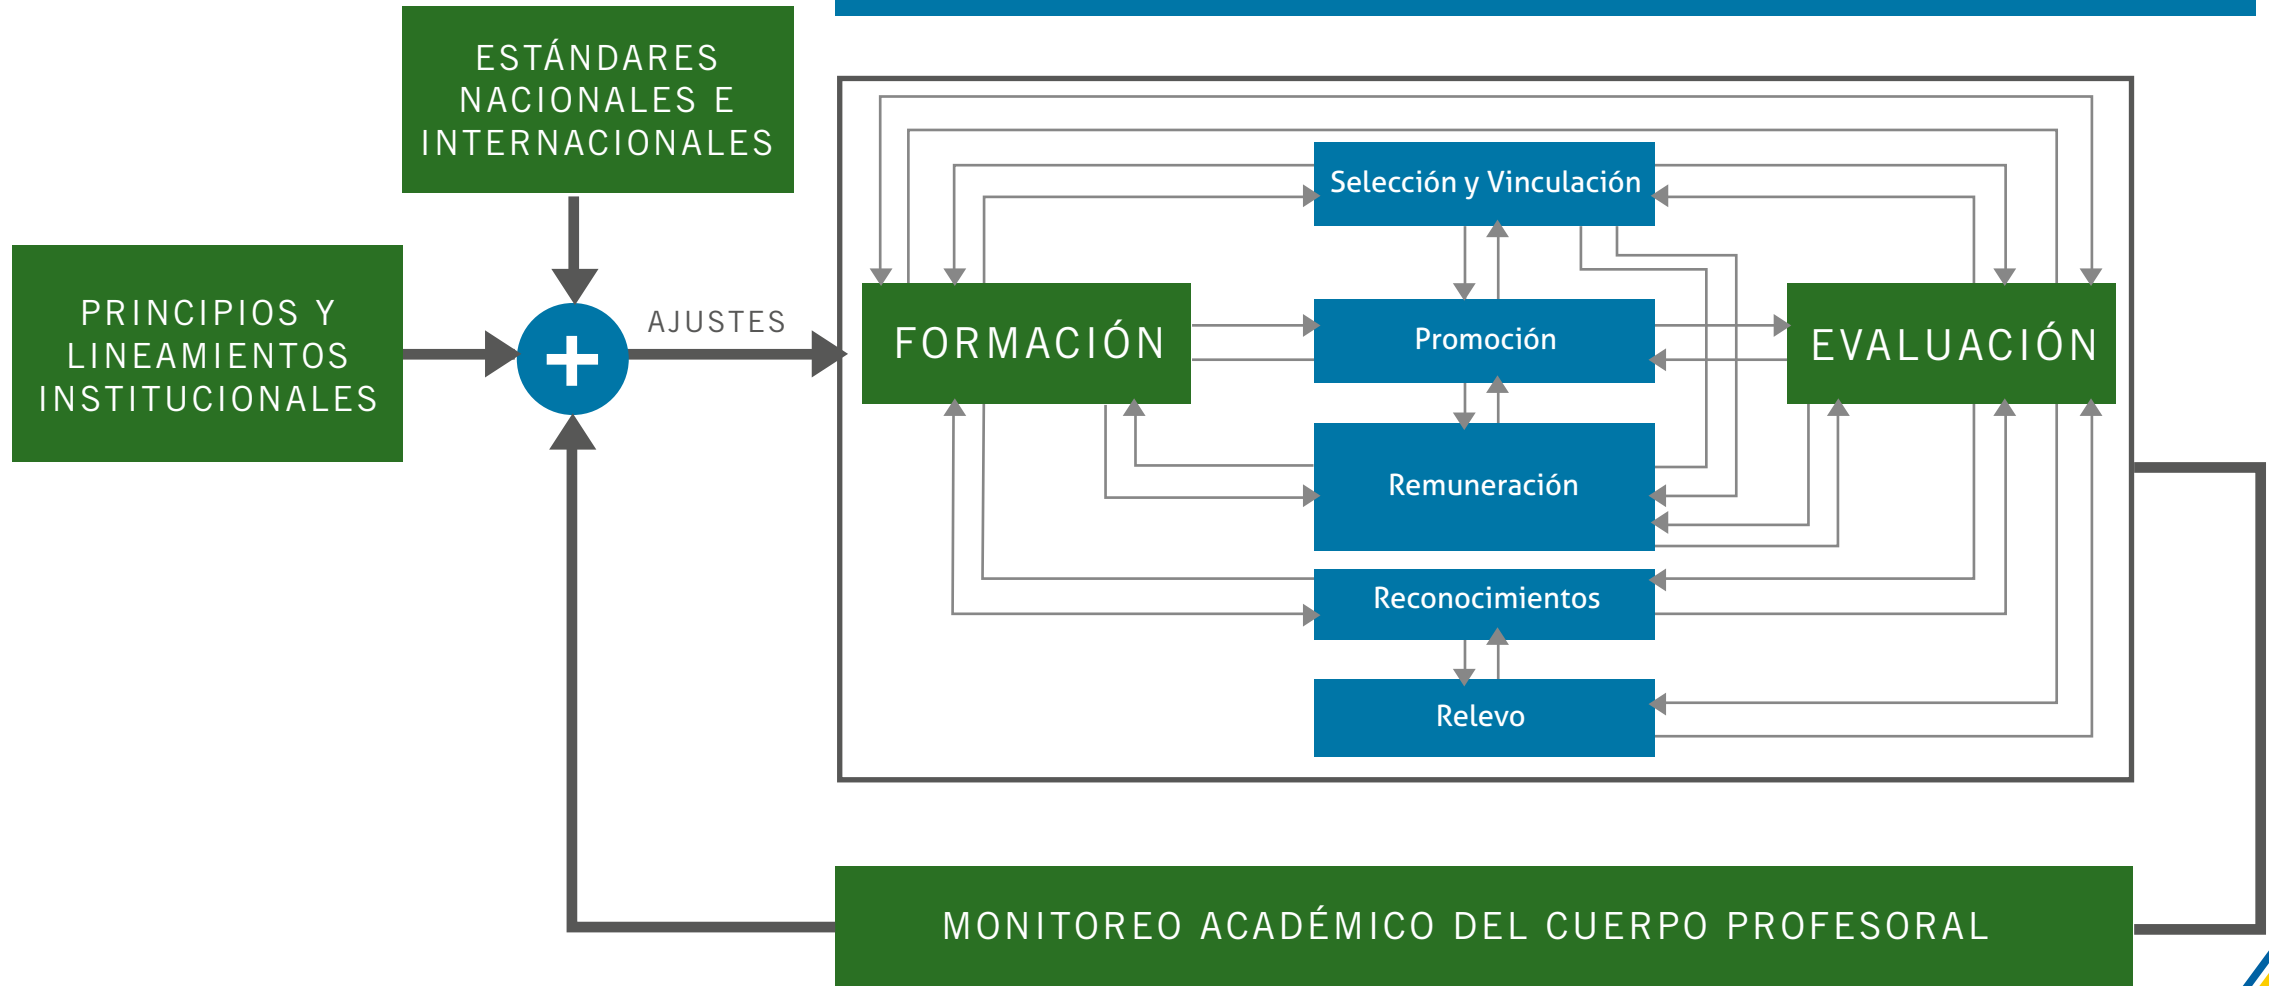 ESTÁNDARES
NACIONALES E
INTERNACIONALES
PRINCIPIOS Y
LINEAMIENTOS
INSTITUCIONALES
+
AJUSTES
FORMACIÓN
Selección y Vinculación
Promoción
Remuneración
Reconocimientos
Relevo
EVALUACIÓN
MONITOREO ACADÉMICO DEL CUERPO PROFESORAL